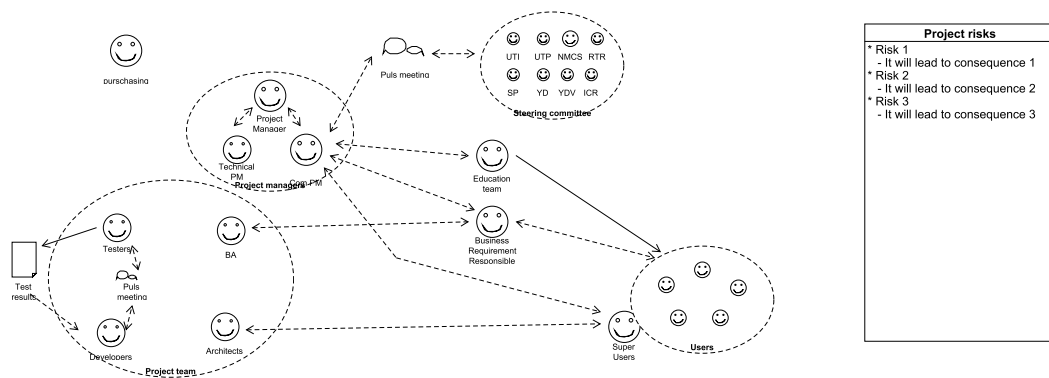 purschasing
Puls meeting
UTI UTP NMCS RTR
SP YD YDV ICR
Steering committee
Project
Manager
Technical
PM
Com PM
Project managers
Education
team
Business
Requirement
Responsible
Testers
BA
Test
results
Puls
meeting
Developers
Architects
Project team
Super
Users
Users
Project risks
* Risk 1
- It will lead to consequence 1
* Risk 2
- It will lead to consequence 2
* Risk 3
- It will lead to consequence 3